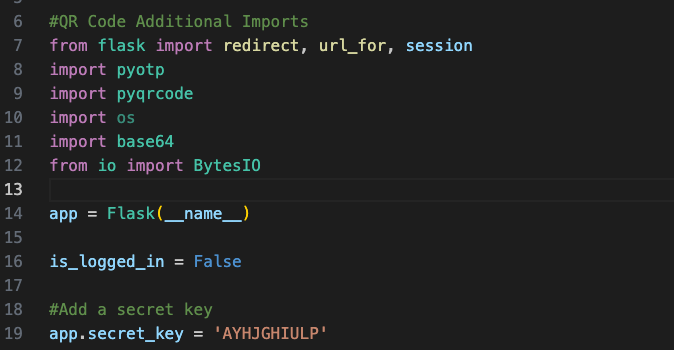 6 #QR Code Additional Imports
7 from flask import redirect, url_for, session
8 import pyotp
9 import pyqrcode
10 import os
11 import base64
12 from io import BytesIO
13
14 app = Flask(__name__)
15
16 is_logged_in = False
17
18 #Add a secret key
19 app.secret_key = 'AYHJGHIULP'